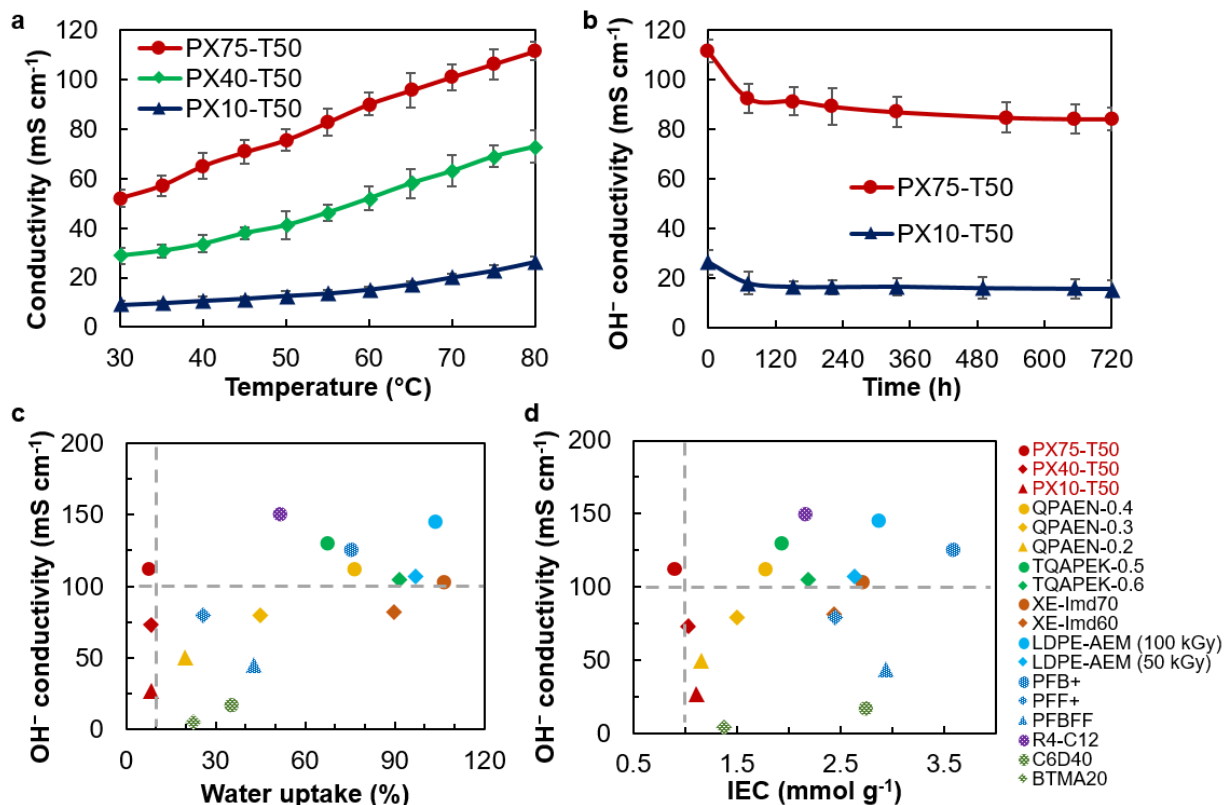 a
Conductivity (mS cm⁻¹)
120
100
80
60
40
20
0
PX75-T50
PX40-T50
PX10-T50
30
40
50
60
70
80
Temperature (°C)
b
OH⁻ conductivity (mS cm⁻¹)
120
100
80
60
40
20
0
PX75-T50
PX10-T50
0
120
240
360
480
600
720
Time (h)
c
OH⁻ conductivity (mS cm⁻¹)
200
150
100
50
0
0
30
60
90
120
Water uptake (%)
d
OH⁻ conductivity (mS cm⁻¹)
200
150
100
50
0
0.5
1.5
2.5
3.5
IEC (mmol g⁻¹)
PX75-T50
PX40-T50
PX10-T50
QPAEN-0.4
QPAEN-0.3
QPAEN-0.2
TQAPEK-0.5
TQAPEK-0.6
XE-Imd70
XE-Imd60
LDPE-AEM (100 kGy)
LDPE-AEM (50 kGy)
PFB+
PFF+
PFBFF
R4-C12
C6D40
BTMA20